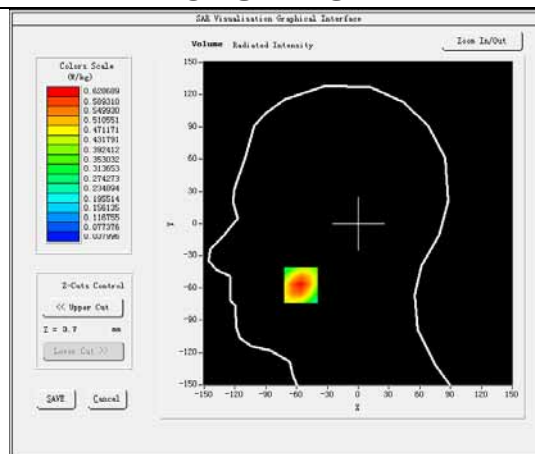 SAR Visualisation Graphical Interface
Volume Radiated Intensity
Zoom In/Out
Colors Scale
(W/kg)
0.628689
0.589310
0.549930
0.510551
0.471171
0.431791
0.392412
0.353032
0.313653
0.274273
0.234894
0.195514
0.156135
0.116755
0.077376
0.037996
Z-Cuts Control
<< Upper Cut
Z = 3.7 mm
Lower Cut >>
SAVE
Cancel
150
120
90
60
30
0
-30
-60
-90
-120
-150
Y
-150 -120 -90 -60 -30 0 30 60 90 120 150
X